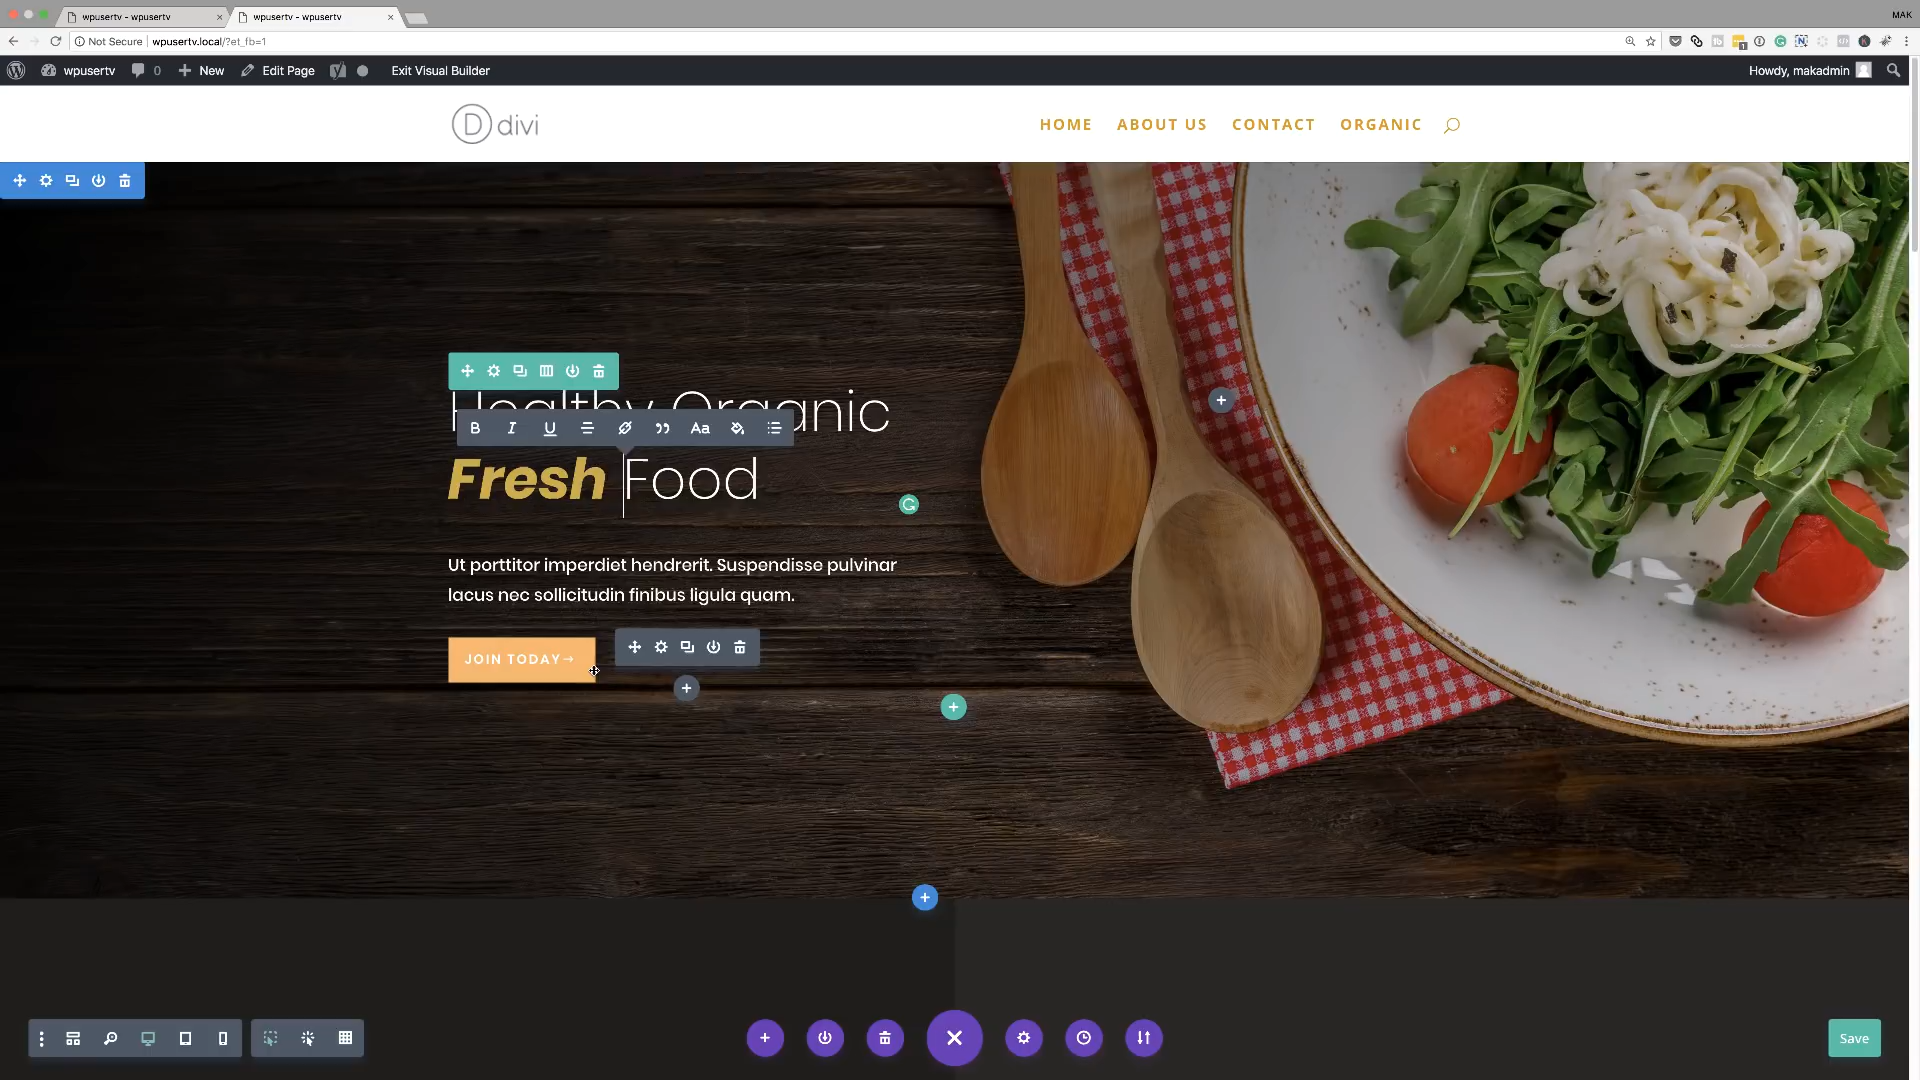 MAK
wpusertv - wpusertv
wpusertv - wpusertv
Not Secure
wpusertv.local/?et_fb=1
wpusertv
0
New
Edit Page
Exit Visual Builder
Howdy, makadmin
D divi
HOME
ABOUT US
CONTACT
ORGANIC
Healthy Organic
B I U Aa
Fresh Food
Ut porttitor imperdiet hendrerit. Suspendisse pulvinar
lacus nec sollicitudin finibus ligula quam.
JOIN TODAY→
Save